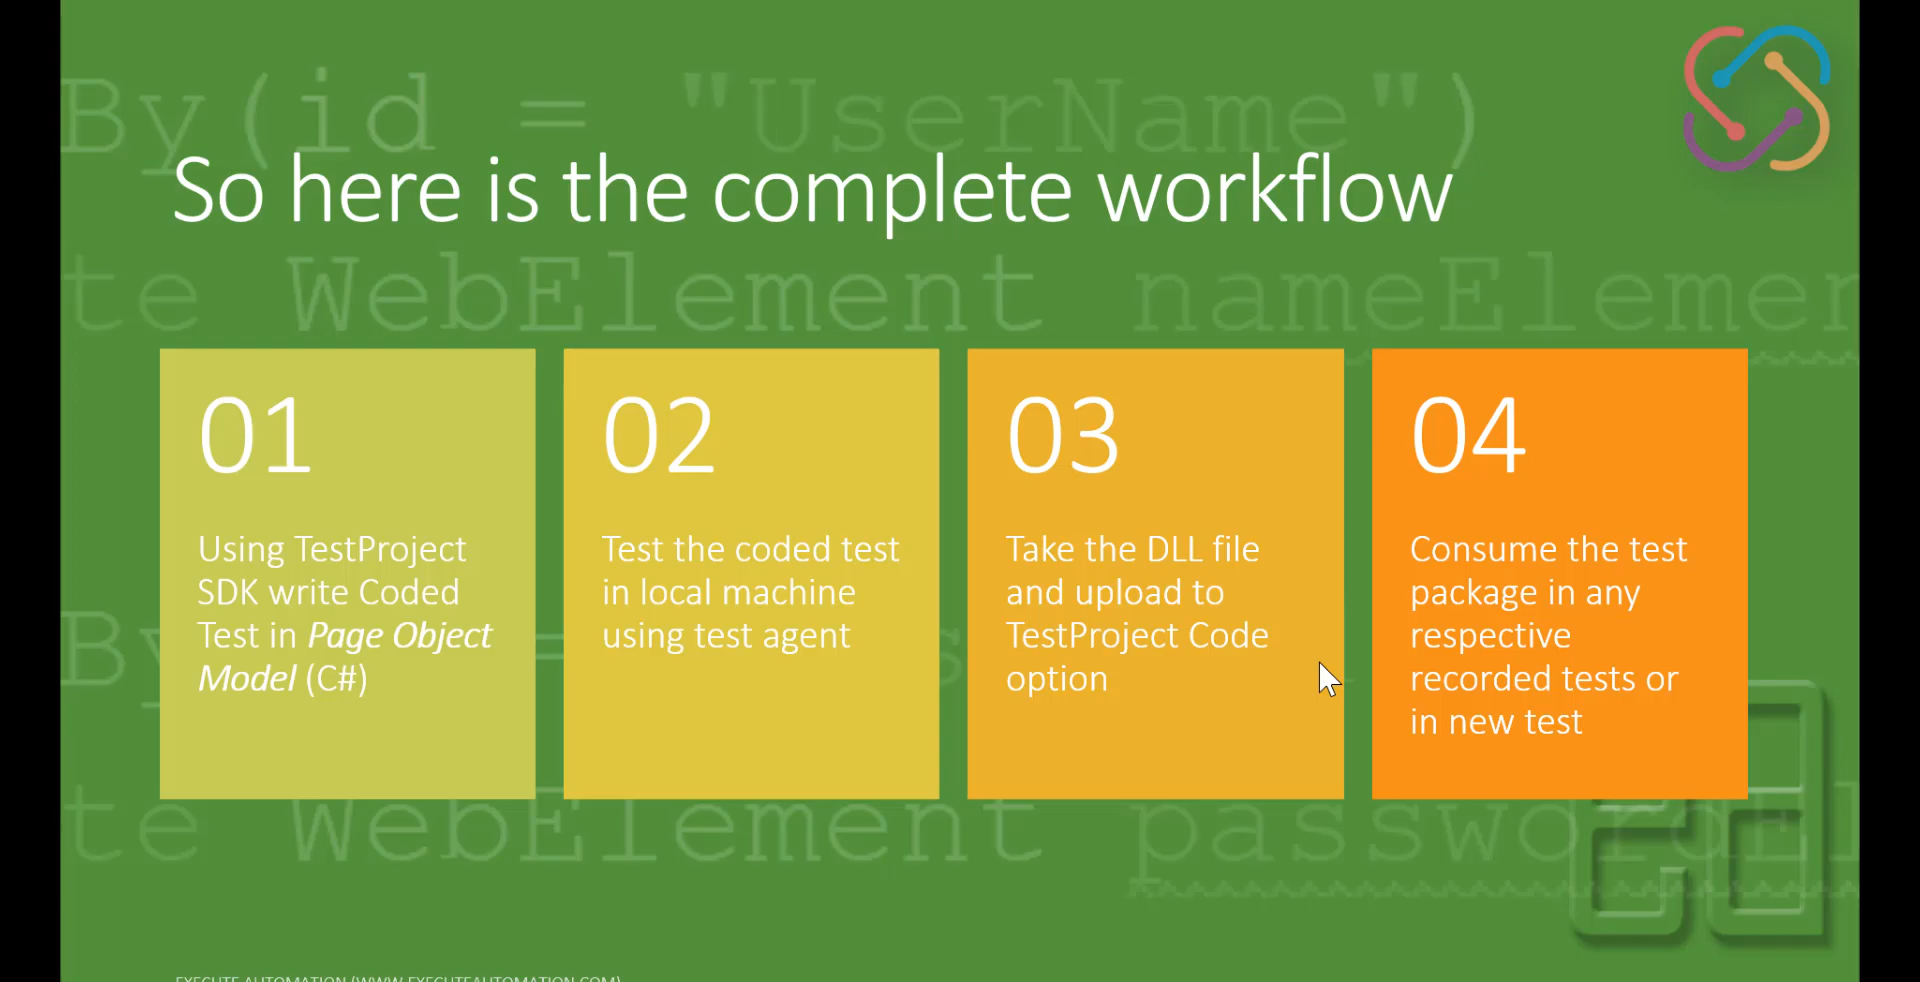 By(id = "UserName")
So here is the complete workflow
te WebElement nameElemen
01
Using TestProject
SDK write Coded
Test in Page Object
Model (C#)
02
Test the coded test
in local machine
using test agent
03
Take the DLL file
and upload to
TestProject Code
option
04
Consume the test
package in any
respective
recorded tests or
in new test
By = s
te WebElement passwordEl
EXECUTE AUTOMATION (WWW.EXECUTEAUTOMATION.COM)